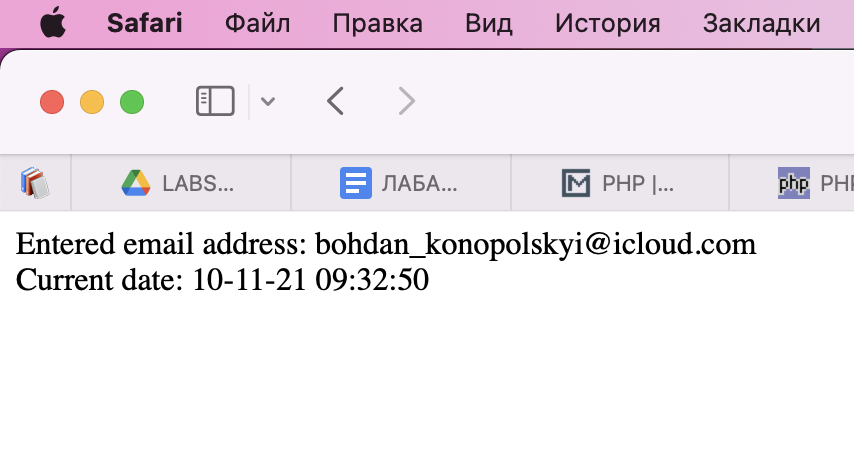 Safari Файл Правка Вид История Закладки
LABS... ЛАБА... PHP |... php PHP
Entered email address: bohdan_konopolskyi@icloud.com
Current date: 10-11-21 09:32:50